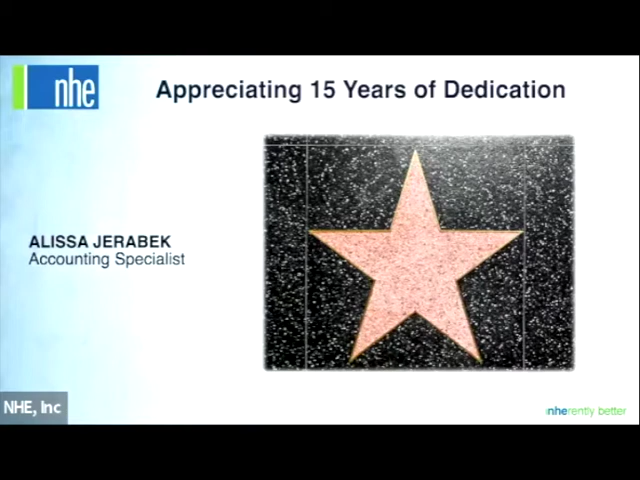 nhe
Appreciating 15 Years of Dedication
ALISSA JERABEK
Accounting Specialist
NHE, Inc
nherently better